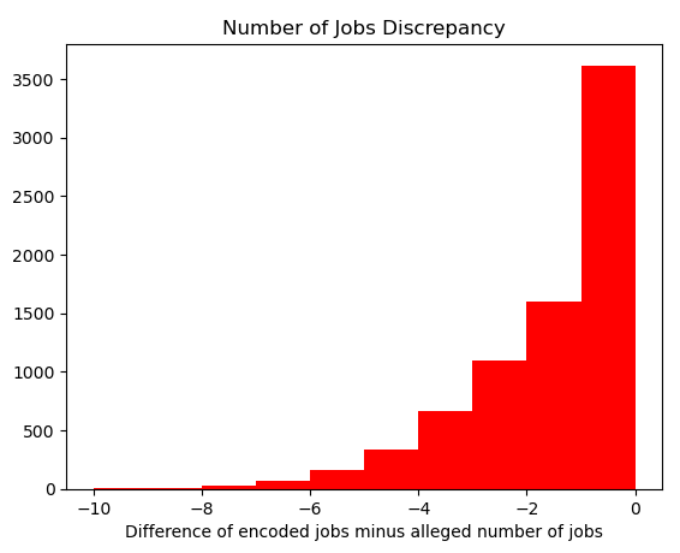 Number of Jobs Discrepancy
3500
3000
2500
2000
1500
1000
500
0
−10 −8 −6 −4 −2 0
Difference of encoded jobs minus alleged number of jobs